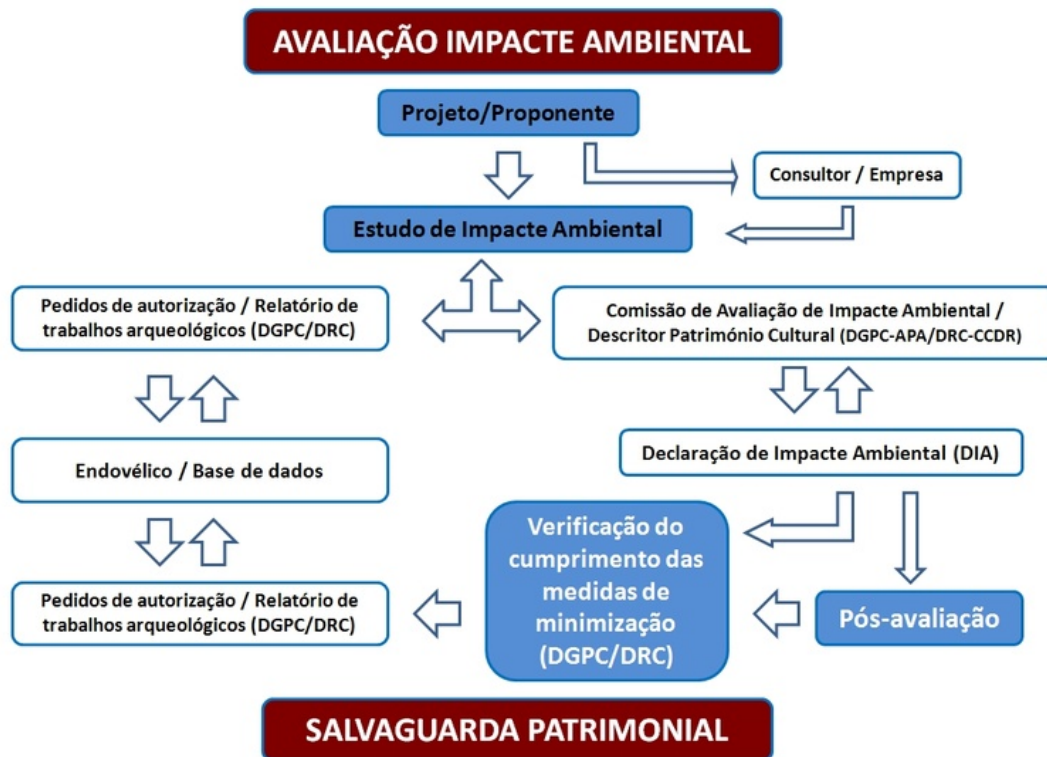 AVALIAÇÃO IMPACTE AMBIENTAL
Projeto/Proponente
Consultor / Empresa
Estudo de Impacte Ambiental
Pedidos de autorização / Relatório de
trabalhos arqueológicos (DGPC/DRC)
Comissão de Avaliação de Impacte Ambiental /
Descritor Património Cultural (DGPC-APA/DRC-CCDR)
Endovélico / Base de dados
Declaração de Impacte Ambiental (DIA)
Verificação do
cumprimento das
medidas de
minimização
(DGPC/DRC)
Pedidos de autorização / Relatório de
trabalhos arqueológicos (DGPC/DRC)
Pós-avaliação
SALVAGUARDA PATRIMONIAL